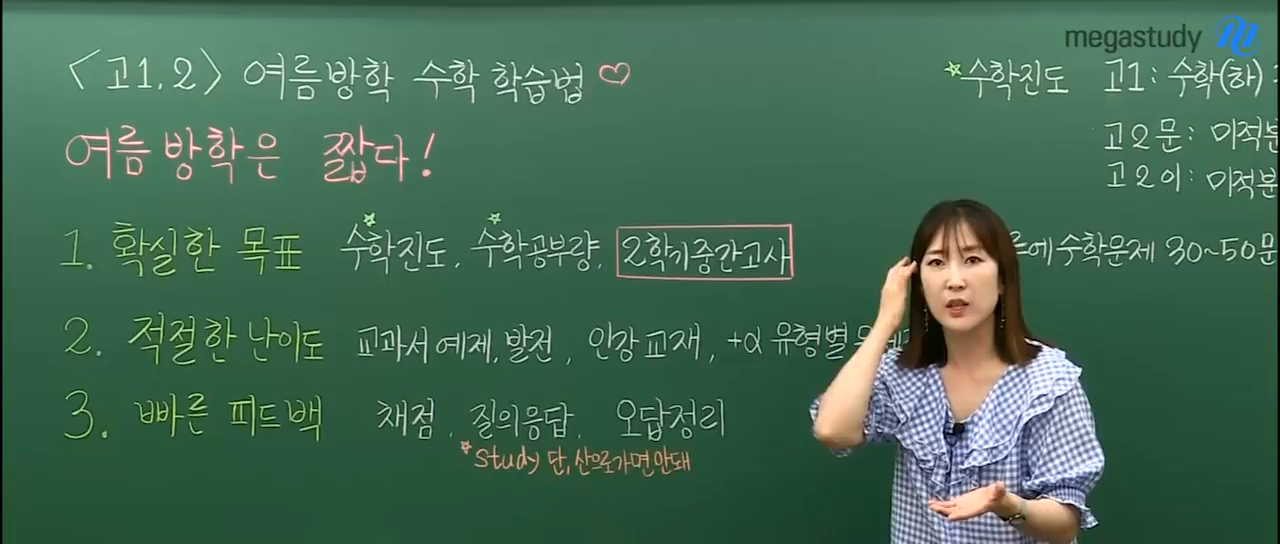 megastudy
<고1.2> 여름방학 수학 학습법♡
여름방학은 짧다!
1. 확실한 목표 수학진도, 수학공부량, 2학기중간고사
2. 적절한 난이도 교과서 예제, 발전, 인강교재, +α 유형별
3. 빠른 피드백 채점, 질의응답, 오답정리
☆study 단, 산으로가면안돼
☆수학진도 고1: 수학(하)
고2문: 미적분
고2이: 미적분
에 수학문제 30~50문